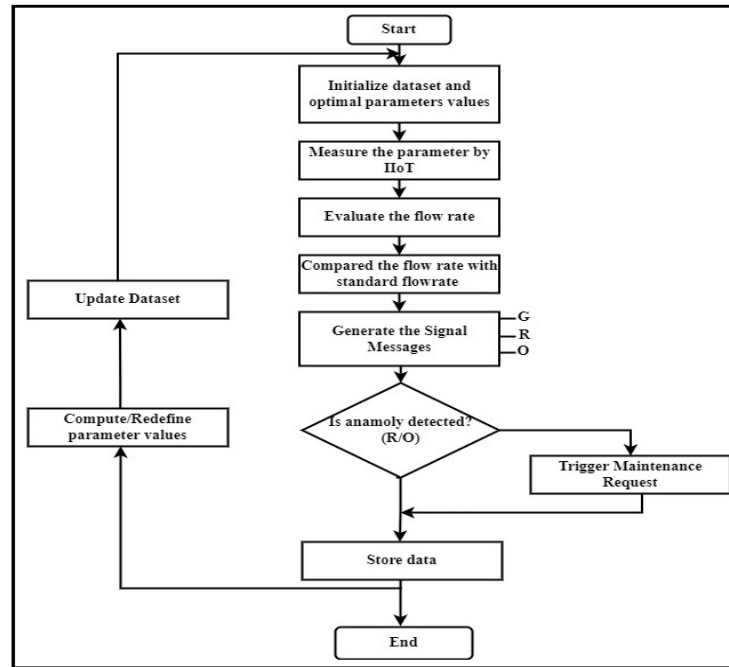 Start
Initialize dataset and
optimal parameters values
Measure the parameter by
IIoT
Evaluate the flow rate
Compared the flow rate with
standard flowrate
Generate the Signal
Messages
G
R
O
Is anamoly detected?
(R/O)
Trigger Maintenance
Request
Store data
End
Compute/Redefine
parameter values
Update Dataset